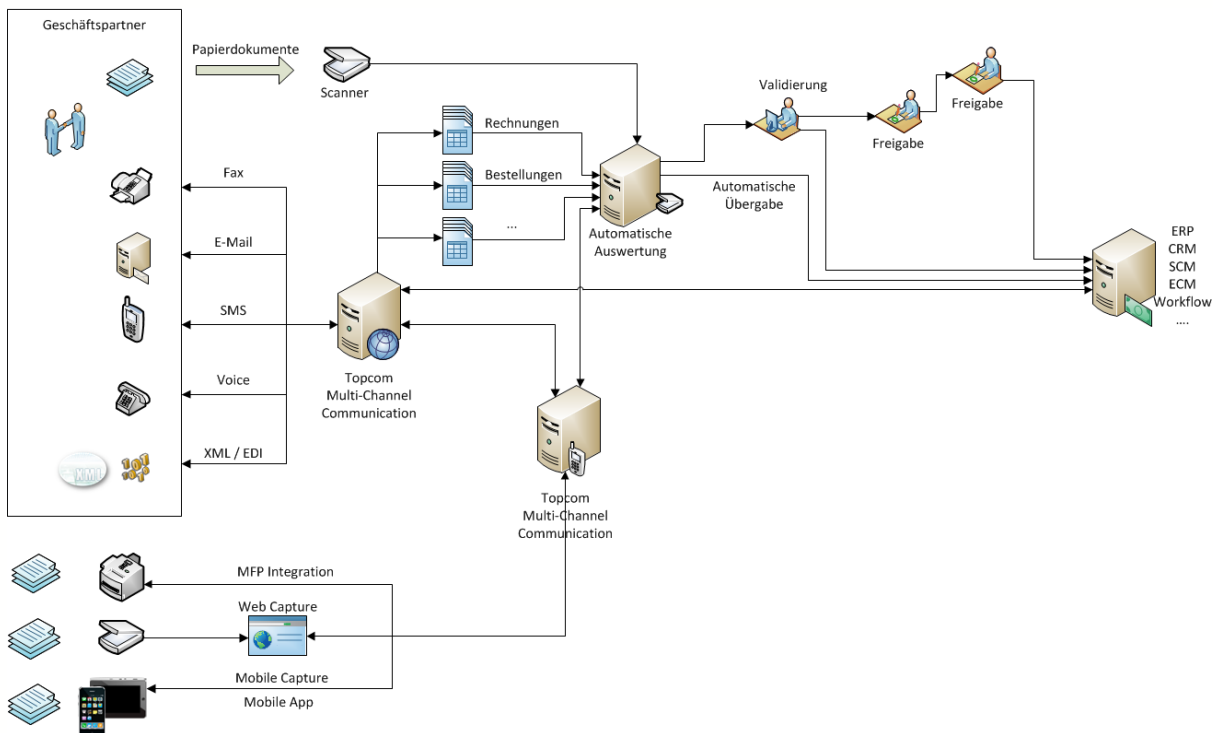 Geschäftspartner
Papierdokumente
Scanner
Fax
E-Mail
SMS
Voice
XML / EDI
XML
101
Rechnungen
Bestellungen
...
Automatische
Auswertung
Validierung
Freigabe
Freigabe
Automatische
Übergabe
ERP
CRM
SCM
ECM
Workflow
....
Topcom
Multi-Channel
Communication
Topcom
Multi-Channel
Communication
MFP Integration
Web Capture
Mobile Capture
Mobile App